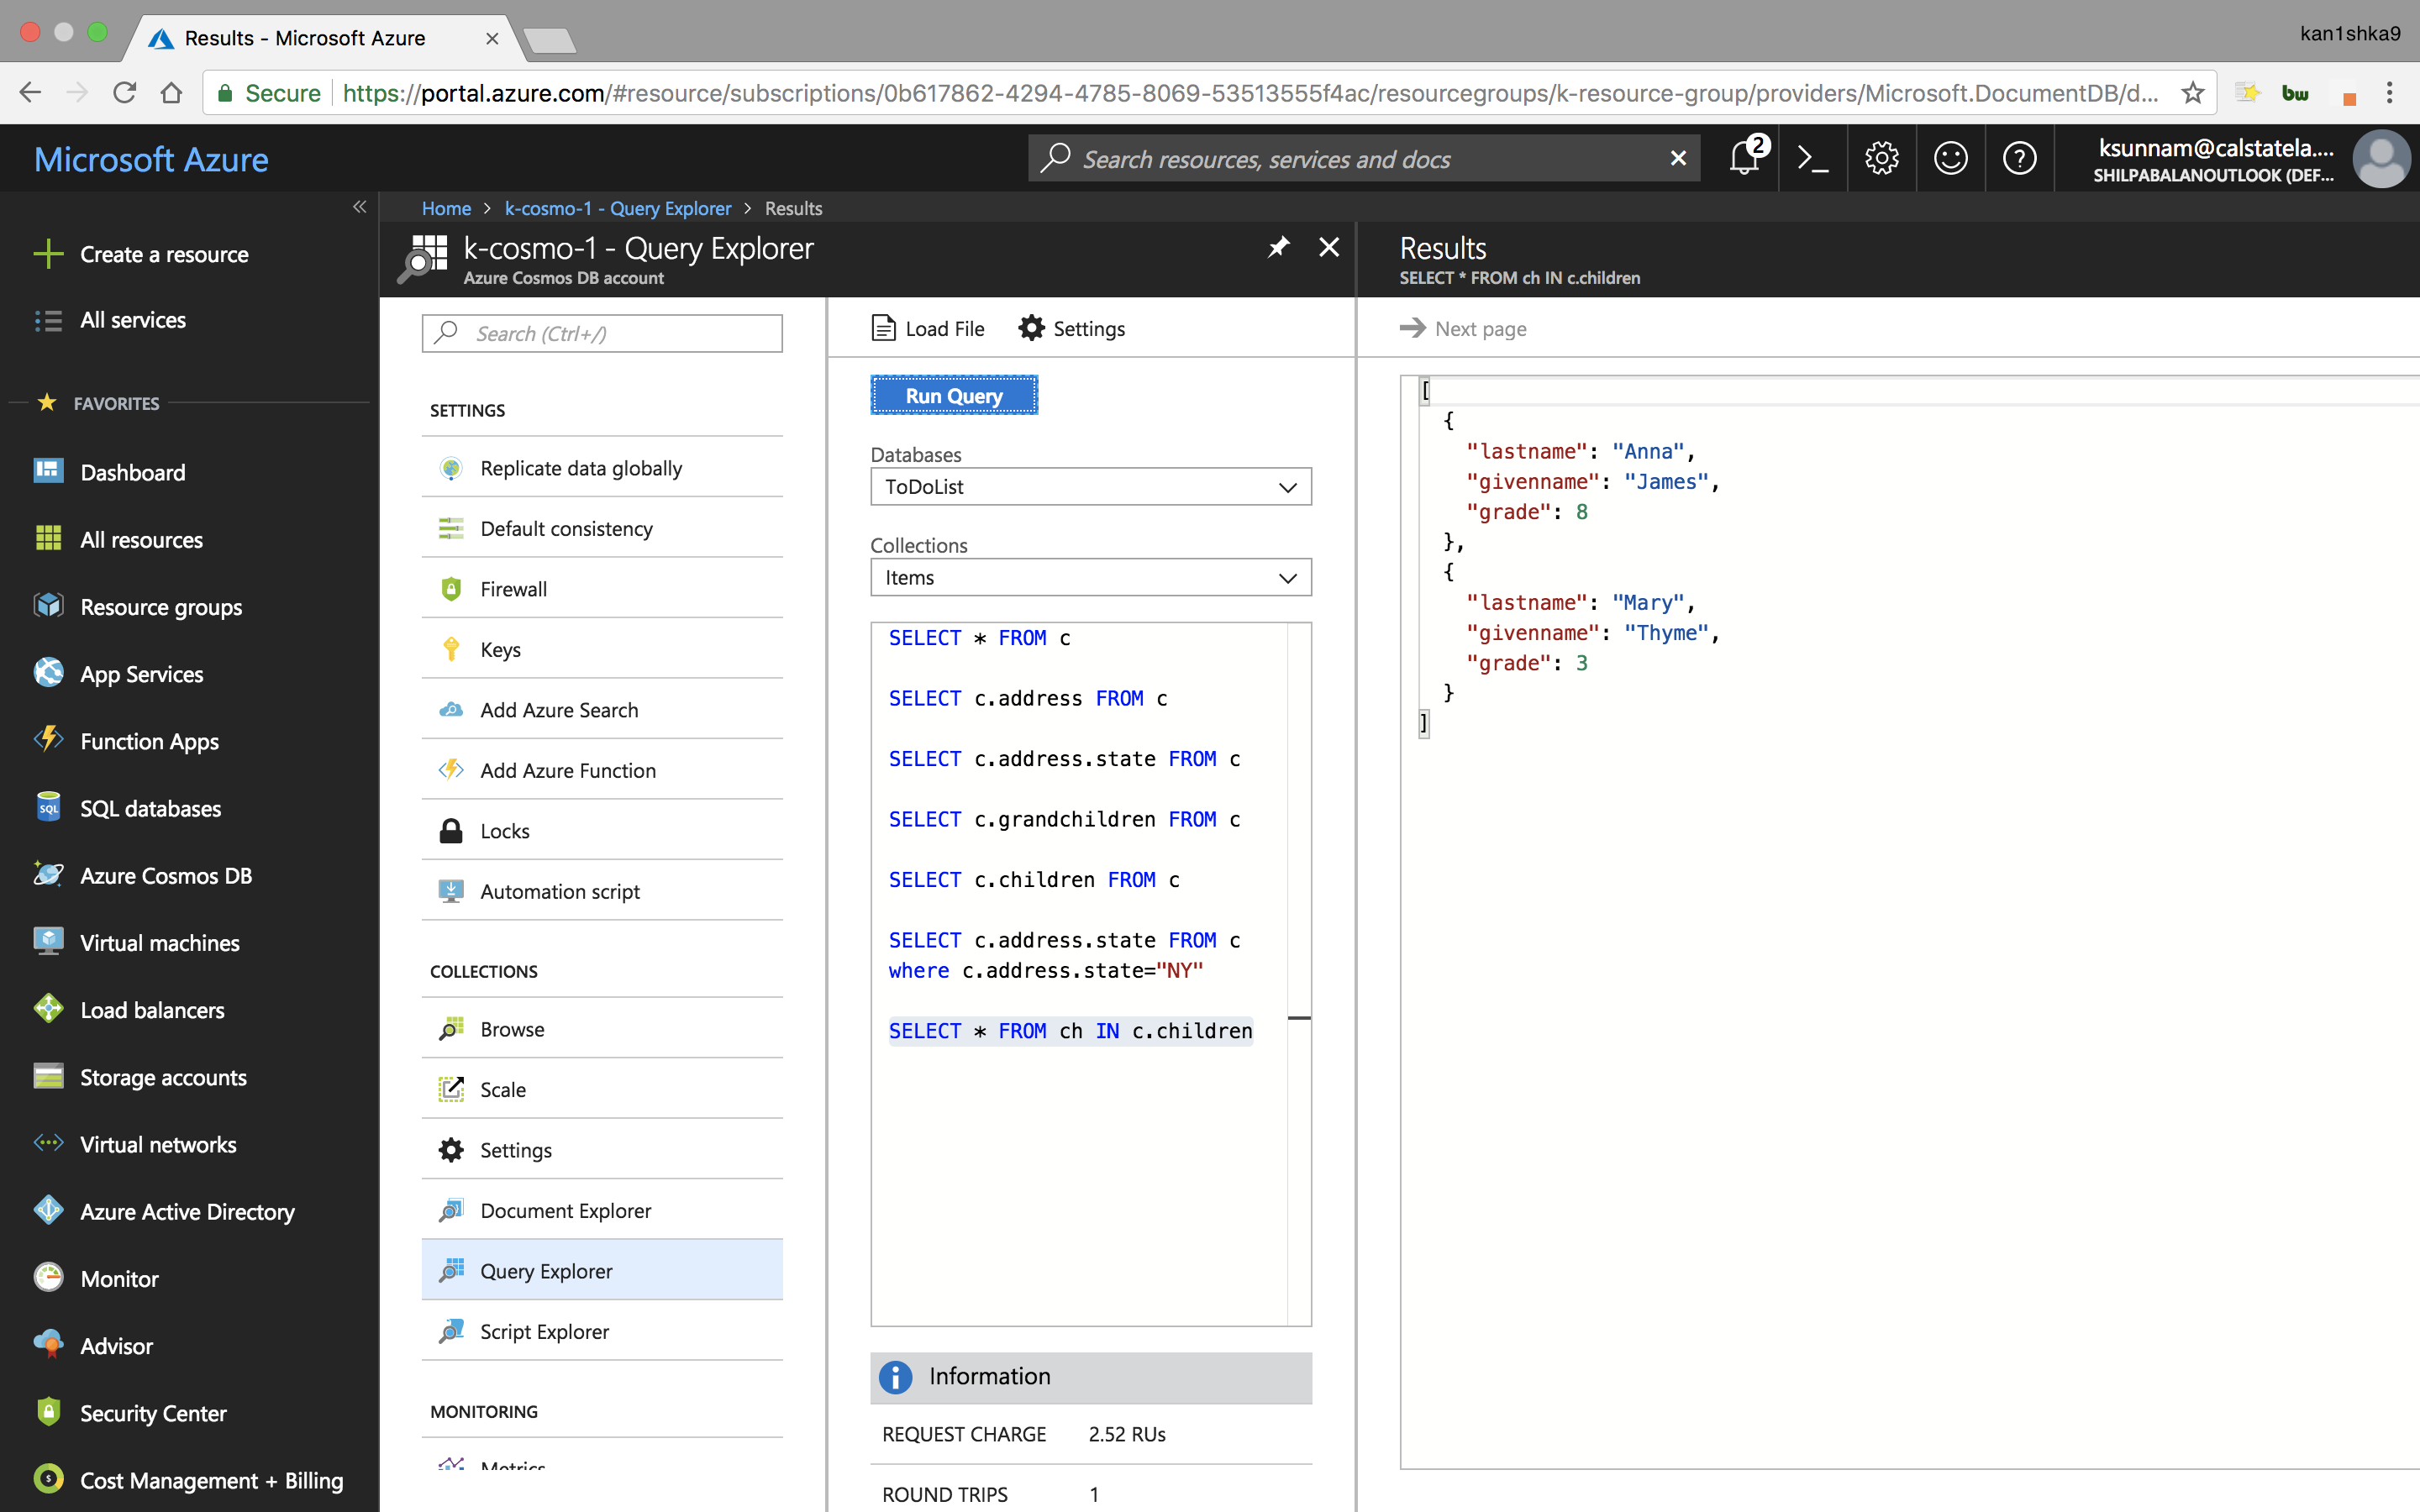 Results - Microsoft Azure
kan1shka9
Secure https://portal.azure.com/#resource/subscriptions/0b617862-4294-4785-8069-53513555f4ac/resourcegroups/k-resource-group/providers/Microsoft.DocumentDB/d...
bw
Microsoft Azure
Search resources, services and docs
2
ksunnam@calstatela....
SHILPABALANOUTLOOK (DEF...
Home > k-cosmo-1 - Query Explorer > Results
Create a resource
All services
FAVORITES
Dashboard
All resources
Resource groups
App Services
Function Apps
SQL
SQL databases
Azure Cosmos DB
Virtual machines
Load balancers
Storage accounts
Virtual networks
Azure Active Directory
Monitor
Advisor
Security Center
Cost Management + Billing
k-cosmo-1 - Query Explorer
Azure Cosmos DB account
Search (Ctrl+/)
SETTINGS
Replicate data globally
Default consistency
Firewall
Keys
Add Azure Search
Add Azure Function
Locks
Automation script
COLLECTIONS
Browse
Scale
Settings
Document Explorer
Query Explorer
Script Explorer
MONITORING
Metrics
Load File
Settings
Run Query
Databases
ToDoList
Collections
Items
SELECT * FROM c
SELECT c.address FROM c
SELECT c.address.state FROM c
SELECT c.grandchildren FROM c
SELECT c.children FROM c
SELECT c.address.state FROM c
where c.address.state="NY"
SELECT * FROM ch IN c.children
Information
REQUEST CHARGE 2.52 RUs
ROUND TRIPS 1
Results
SELECT * FROM ch IN c.children
Next page
[
{
"lastname": "Anna",
"givenname": "James",
"grade": 8
},
{
"lastname": "Mary",
"givenname": "Thyme",
"grade": 3
}
]